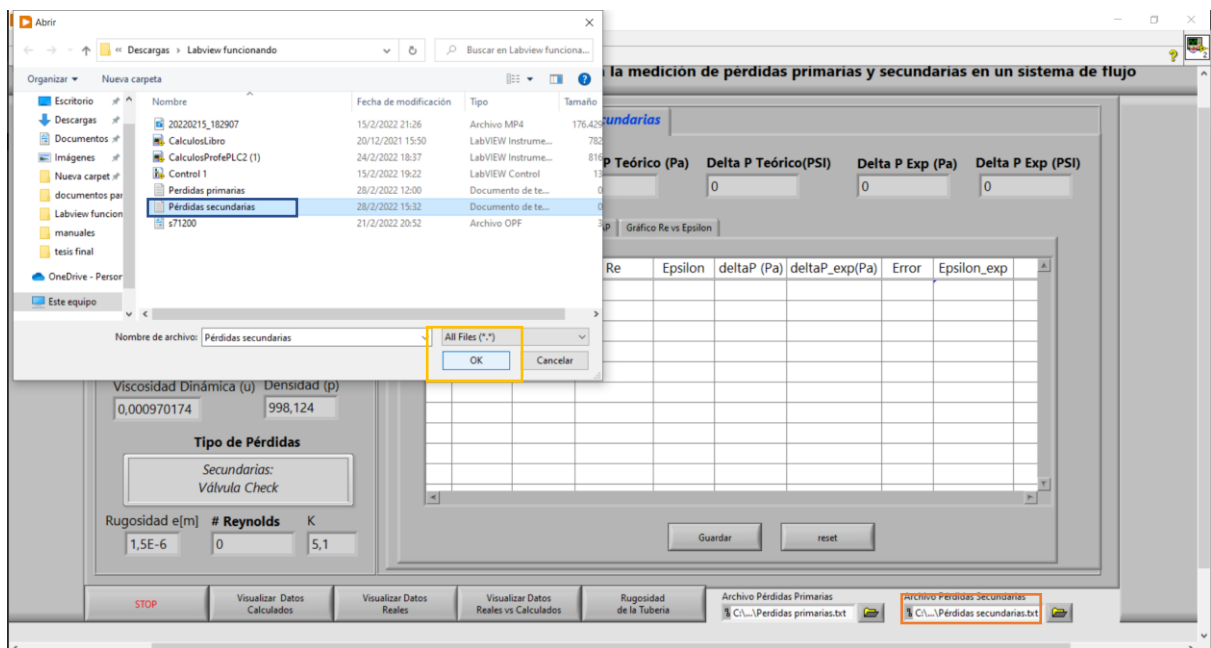 Abrir
« Descargas › Labview funcionando
Buscar en Labview funciona...
Organizar
Nueva carpeta
Escritorio
Descargas
Documentos
Imágenes
Nueva carpet
documentos par
Labview funcion
manuales
tesis final
OneDrive - Persor
Este equipo
Nombre Fecha de modificación Tipo Tamaño
20220215_182907 15/2/2022 21:26 Archivo MP4 176.429
CalculosLibro 20/12/2021 15:50 LabVIEW Instrume... 782
CalculosProfePLC2 (1) 24/2/2022 18:37 LabVIEW Instrume... 816
Control 1 15/2/2022 19:22 LabVIEW Control 13
Perdidas primarias 28/2/2022 12:00 Documento de te... 0
Pérdidas secundarias 28/2/2022 15:32 Documento de te... 0
s71200 21/2/2022 20:52 Archivo OPF 3
Nombre de archivo: Pérdidas secundarias
All Files (*.*)
OK
Cancelar
2
la medición de pérdidas primarias y secundarias en un sistema de flujo
cundarias
P Teórico (Pa) Delta P Teórico(PSI) Delta P Exp (Pa) Delta P Exp (PSI)
0 0 0
Gráfico Re vs Epsilon
Re Epsilon deltaP (Pa) deltaP_exp(Pa) Error Epsilon_exp
Viscosidad Dinámica (u) Densidad (p)
0,000970174 998,124
Tipo de Pérdidas
Secundarias:
Válvula Check
Rugosidad e[m] # Reynolds K
1,5E-6 0 5,1
Guardar reset
STOP
Visualizar Datos
Calculados
Visualizar Datos
Reales
Visualizar Datos
Reales vs Calculados
Rugosidad
de la Tuberia
Archivo Pérdidas Primarias
C:\...\Perdidas primarias.txt
Archivo Pérdidas Secundarias
C:\...\Pérdidas secundarias.txt